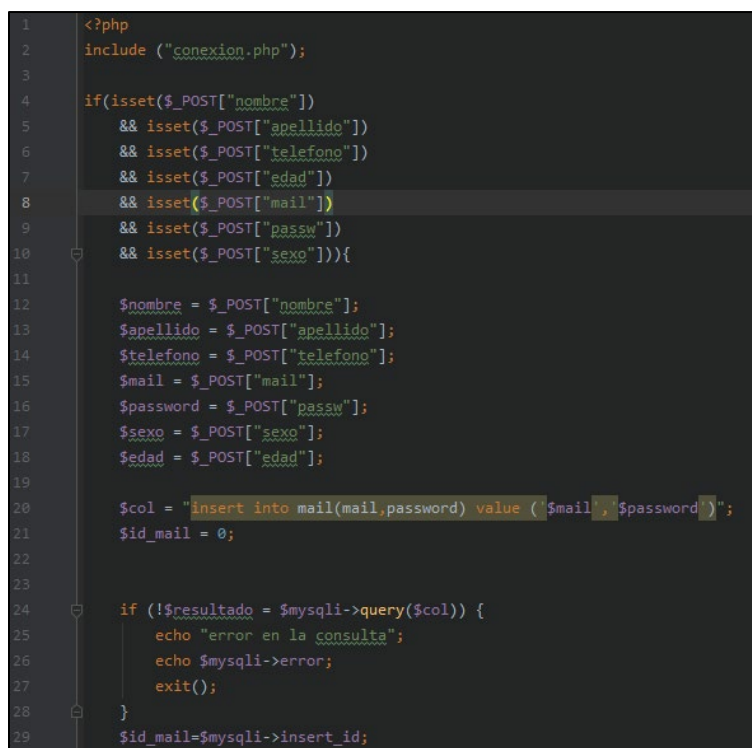 1 <?php
2 include ("conexion.php");
3
4 if(isset($_POST["nombre"])
5 && isset($_POST["apellido"])
6 && isset($_POST["telefono"])
7 && isset($_POST["edad"])
8 && isset($_POST["mail"])
9 && isset($_POST["passw"])
10 && isset($_POST["sexo"])){
11
12 $nombre = $_POST["nombre"];
13 $apellido = $_POST["apellido"];
14 $telefono = $_POST["telefono"];
15 $mail = $_POST["mail"];
16 $password = $_POST["passw"];
17 $sexo = $_POST["sexo"];
18 $edad = $_POST["edad"];
19
20 $col = "insert into mail(mail,password) value ('$mail','$password')";
21 $id_mail = 0;
22
23
24 if (!$resultado = $mysqli->query($col)) {
25 echo "error en la consulta";
26 echo $mysqli->error;
27 exit();
28 }
29 $id_mail=$mysqli->insert_id;